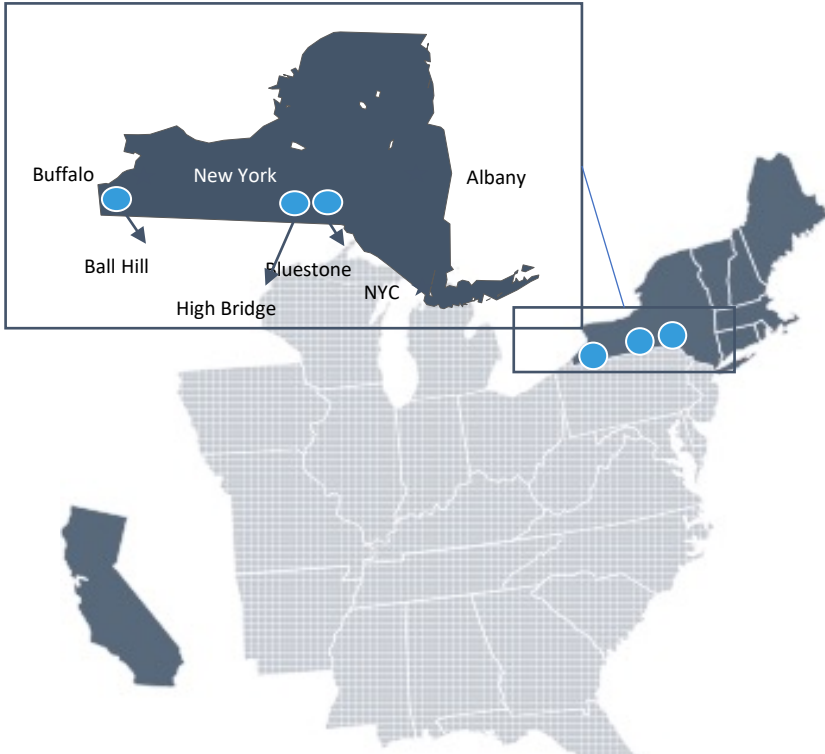 Buffalo
New York
Albany
Ball Hill
Bluestone
NYC
High Bridge